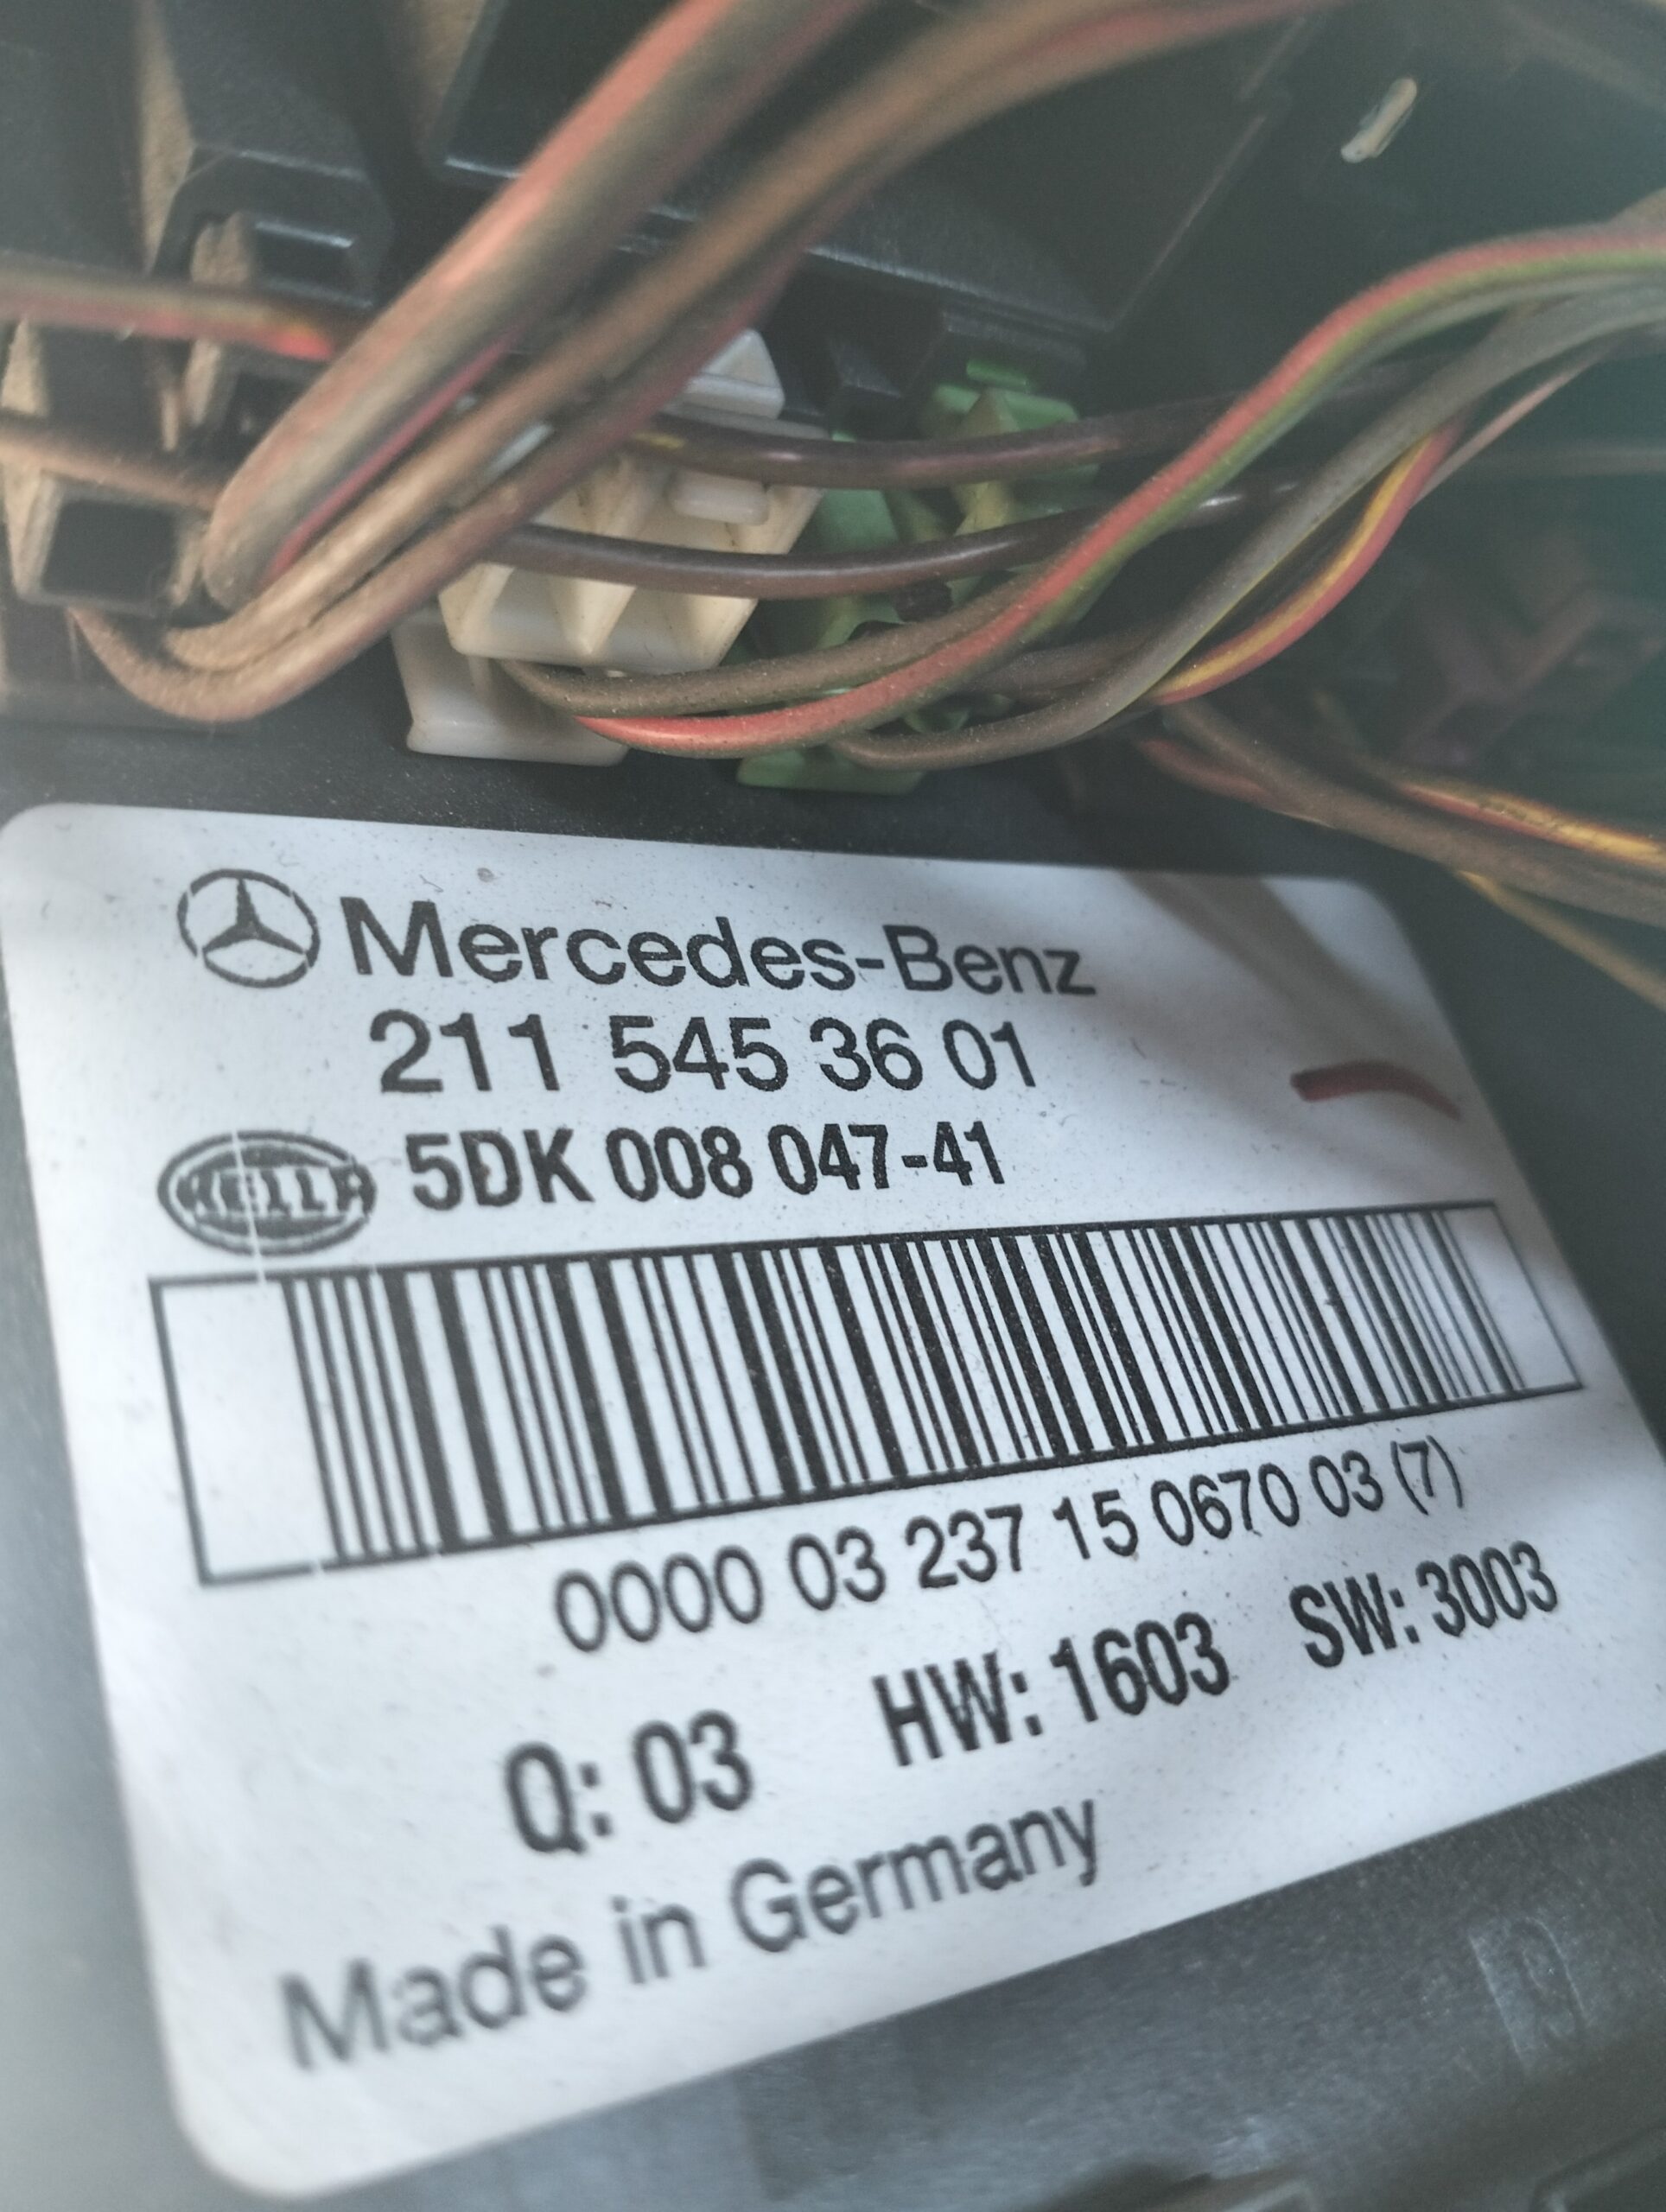 Mercedes-Benz
211 545 36 01
HELLA 5DK 008 047-41
0000 03 237 15 0670 03 (7)
Q: 03 HW: 1603 SW: 3003
Made in Germany